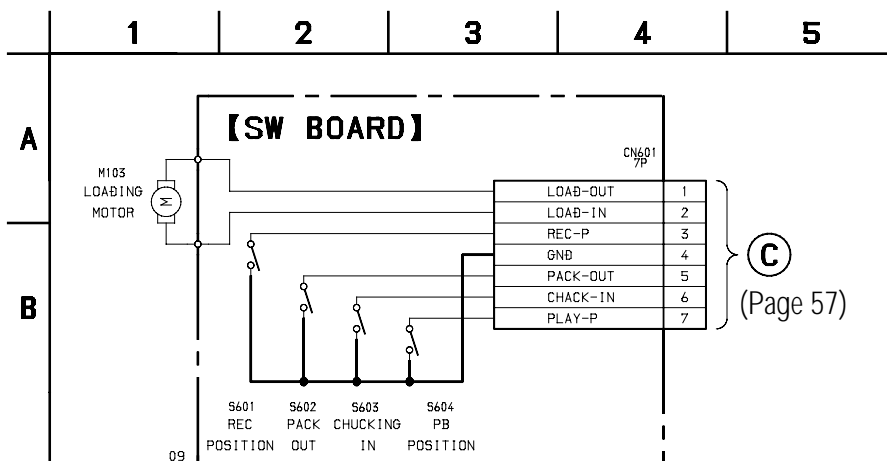 1 2 3 4 5
A
B
【SW BOARD】
CN601
7P
M103
LOADING
MOTOR
M
LOAD-OUT 1
LOAD-IN 2
REC-P 3
GND 4
PACK-OUT 5
CHACK-IN 6
PLAY-P 7
C
(Page 57)
S601 S602 S603 S604
REC PACK CHUCKING PB
POSITION OUT IN POSITION
09